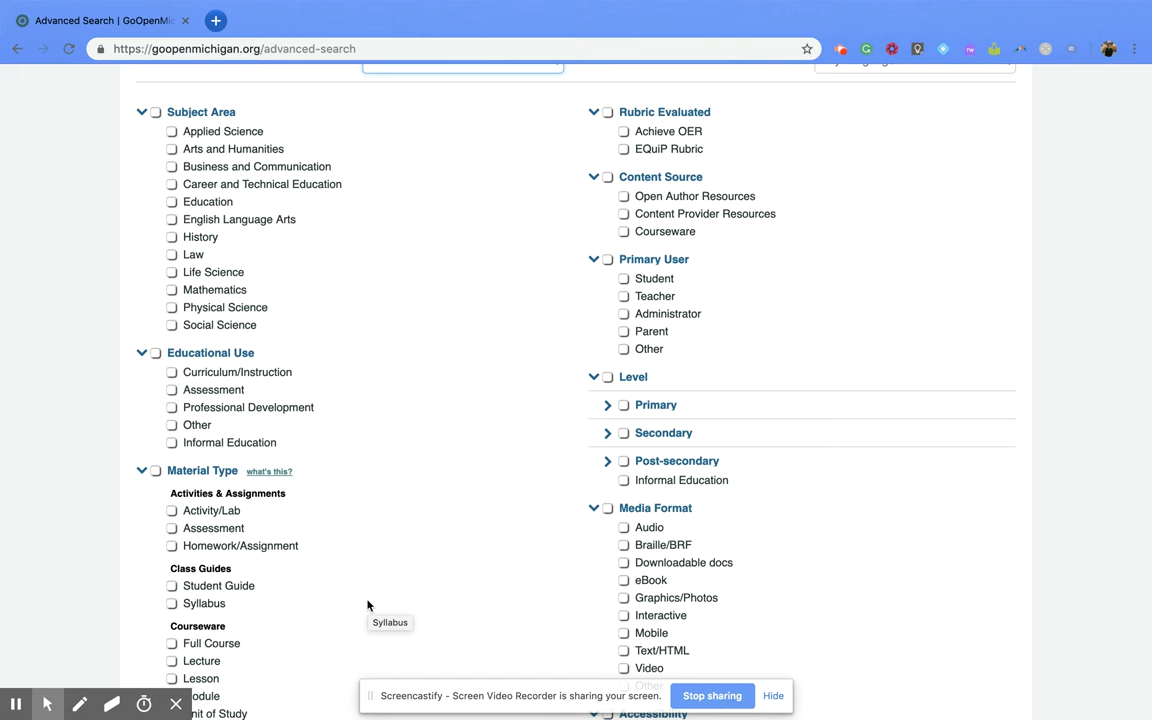 Advanced Search | GoOpenMic
https://goopenmichigan.org/advanced-search
Subject Area
Applied Science
Arts and Humanities
Business and Communication
Career and Technical Education
Education
English Language Arts
History
Law
Life Science
Mathematics
Physical Science
Social Science
Educational Use
Curriculum/Instruction
Assessment
Professional Development
Other
Informal Education
Material Type what's this?
Activities & Assignments
Activity/Lab
Assessment
Homework/Assignment
Class Guides
Student Guide
Syllabus
Syllabus
Courseware
Full Course
Lecture
Lesson
odule
nit of Study
Rubric Evaluated
Achieve OER
EQuiP Rubric
Content Source
Open Author Resources
Content Provider Resources
Courseware
Primary User
Student
Teacher
Administrator
Parent
Other
Level
Primary
Secondary
Post-secondary
Informal Education
Media Format
Audio
Braille/BRF
Downloadable docs
eBook
Graphics/Photos
Interactive
Mobile
Text/HTML
Video
Other
Accessibility
Screencastify - Screen Video Recorder is sharing your screen. Stop sharing Hide